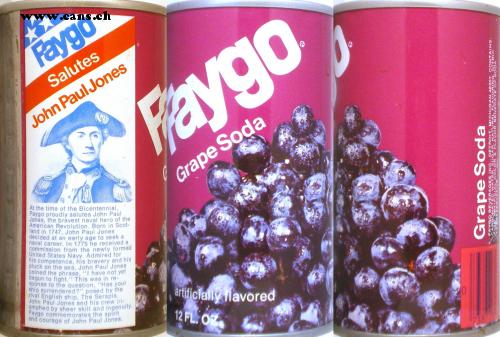 www.cans.ch
Faygo
Salutes
John Paul Jones
At the time of the Bicentennial,
Faygo proudly salutes John Paul
Jones, the bravest naval hero of the
American Revolution. Born in Scot-
land in 1747, John Paul Jones
decided at an early age to seek a
naval career. In 1775 he received a
commission from the newly formed
United States Navy. Admired for
his competence, his bravery and his
pluck on the sea, John Paul Jones
coined the phrase, "I have not yet
begun to fight." This was in re-
sponse to the question, "Has your
ship surrendered?" posed by the
rival English ship, The Serapis.
John Paul Jones and his crew
by sheer skill and ingenuity.
Faygo commemorates the spirit
and courage of John Paul Jones.
Faygo
Grape Soda
artificially flavored
12 FL. OZ.
Grape Soda